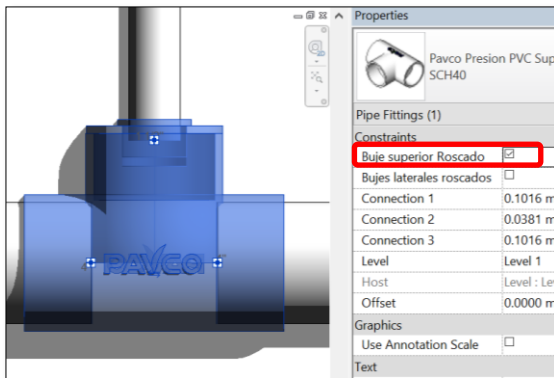 Properties
Pavco Presion PVC Sup
SCH40
Pipe Fittings (1)
Constraints
Buje superior Roscado
Bujes laterales roscados
Connection 1 0.1016 m
Connection 2 0.0381 m
Connection 3 0.1016 m
Level Level 1
Host Level : Le
Offset 0.0000 m
Graphics
Use Annotation Scale
Text
PAVCO